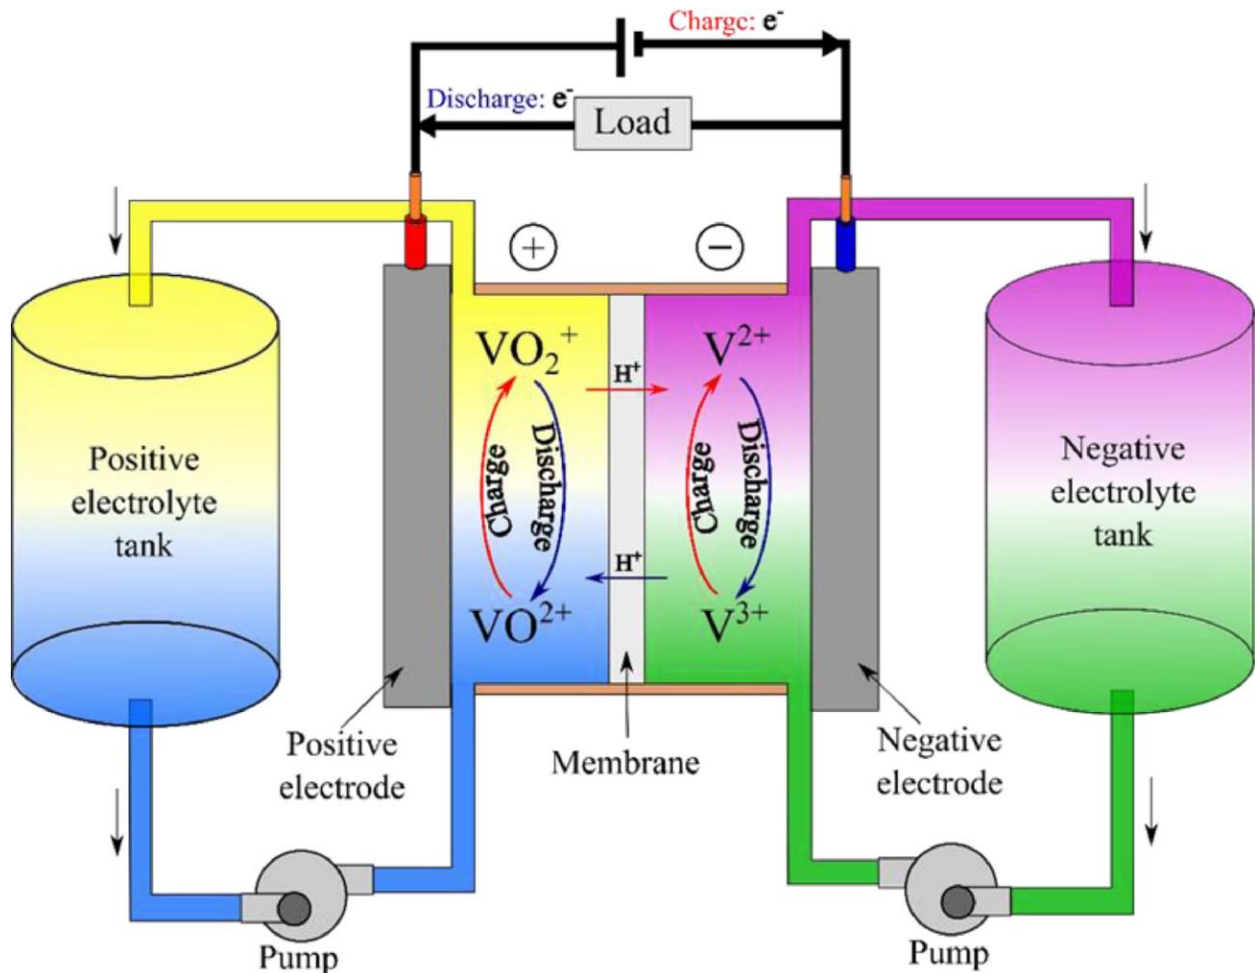 Charge: e⁻
Discharge: e⁻
Load
+
−
VO₂⁺
V²⁺
H⁺
Positive
electrolyte
tank
Charge
Discharge
Charge
Discharge
Negative
electrolyte
tank
H⁺
VO²⁺
V³⁺
Positive
electrode
Membrane
Negative
electrode
Pump
Pump